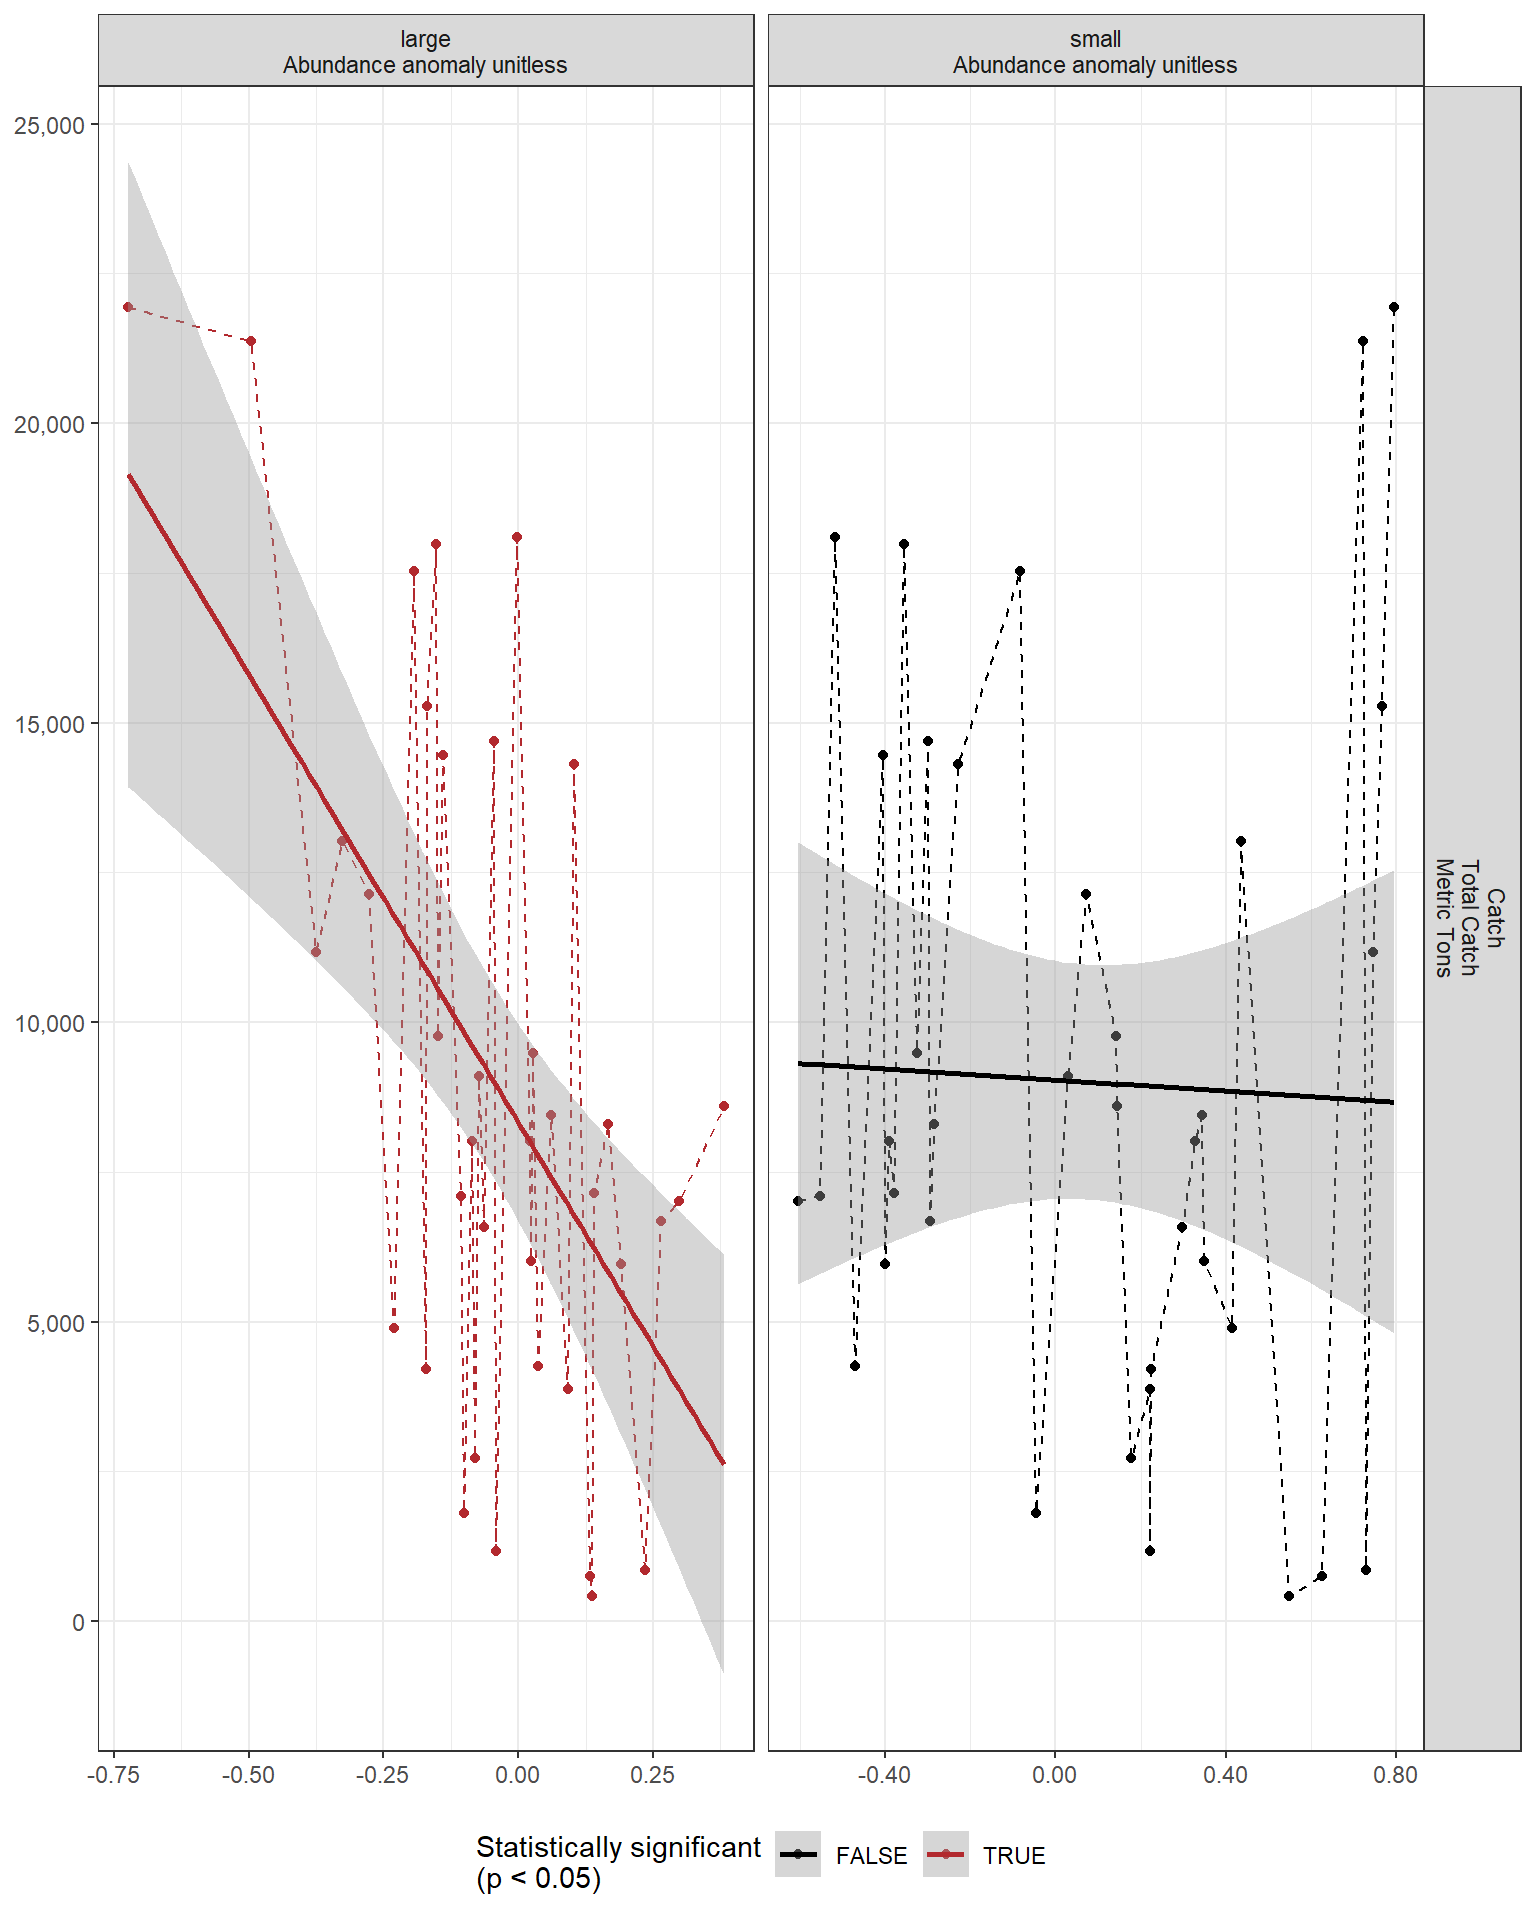 large
Abundance anomaly unitless
small
Abundance anomaly unitless
25,000
20,000
15,000
10,000
5,000
0
Catch
Total Catch
Metric Tons
-0.75
-0.50
-0.25
0.00
0.25
-0.40
0.00
0.40
0.80
Statistically significant
(p < 0.05)
FALSE
TRUE